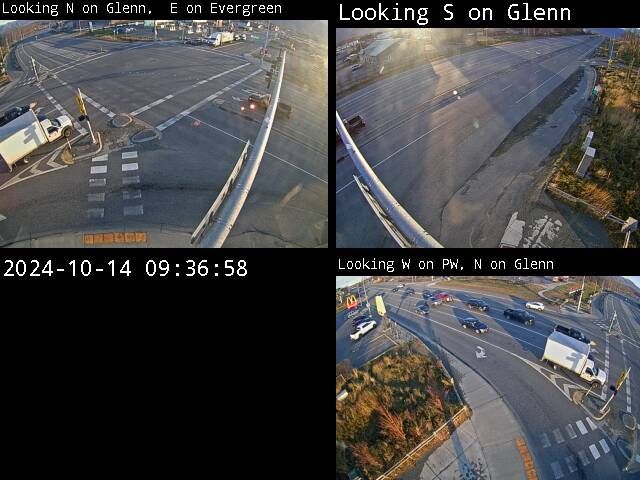 Looking N on Glenn,  E on Evergreen
Looking S on Glenn
2024-10-14 09:36:58
Looking W on PW, N on Glenn